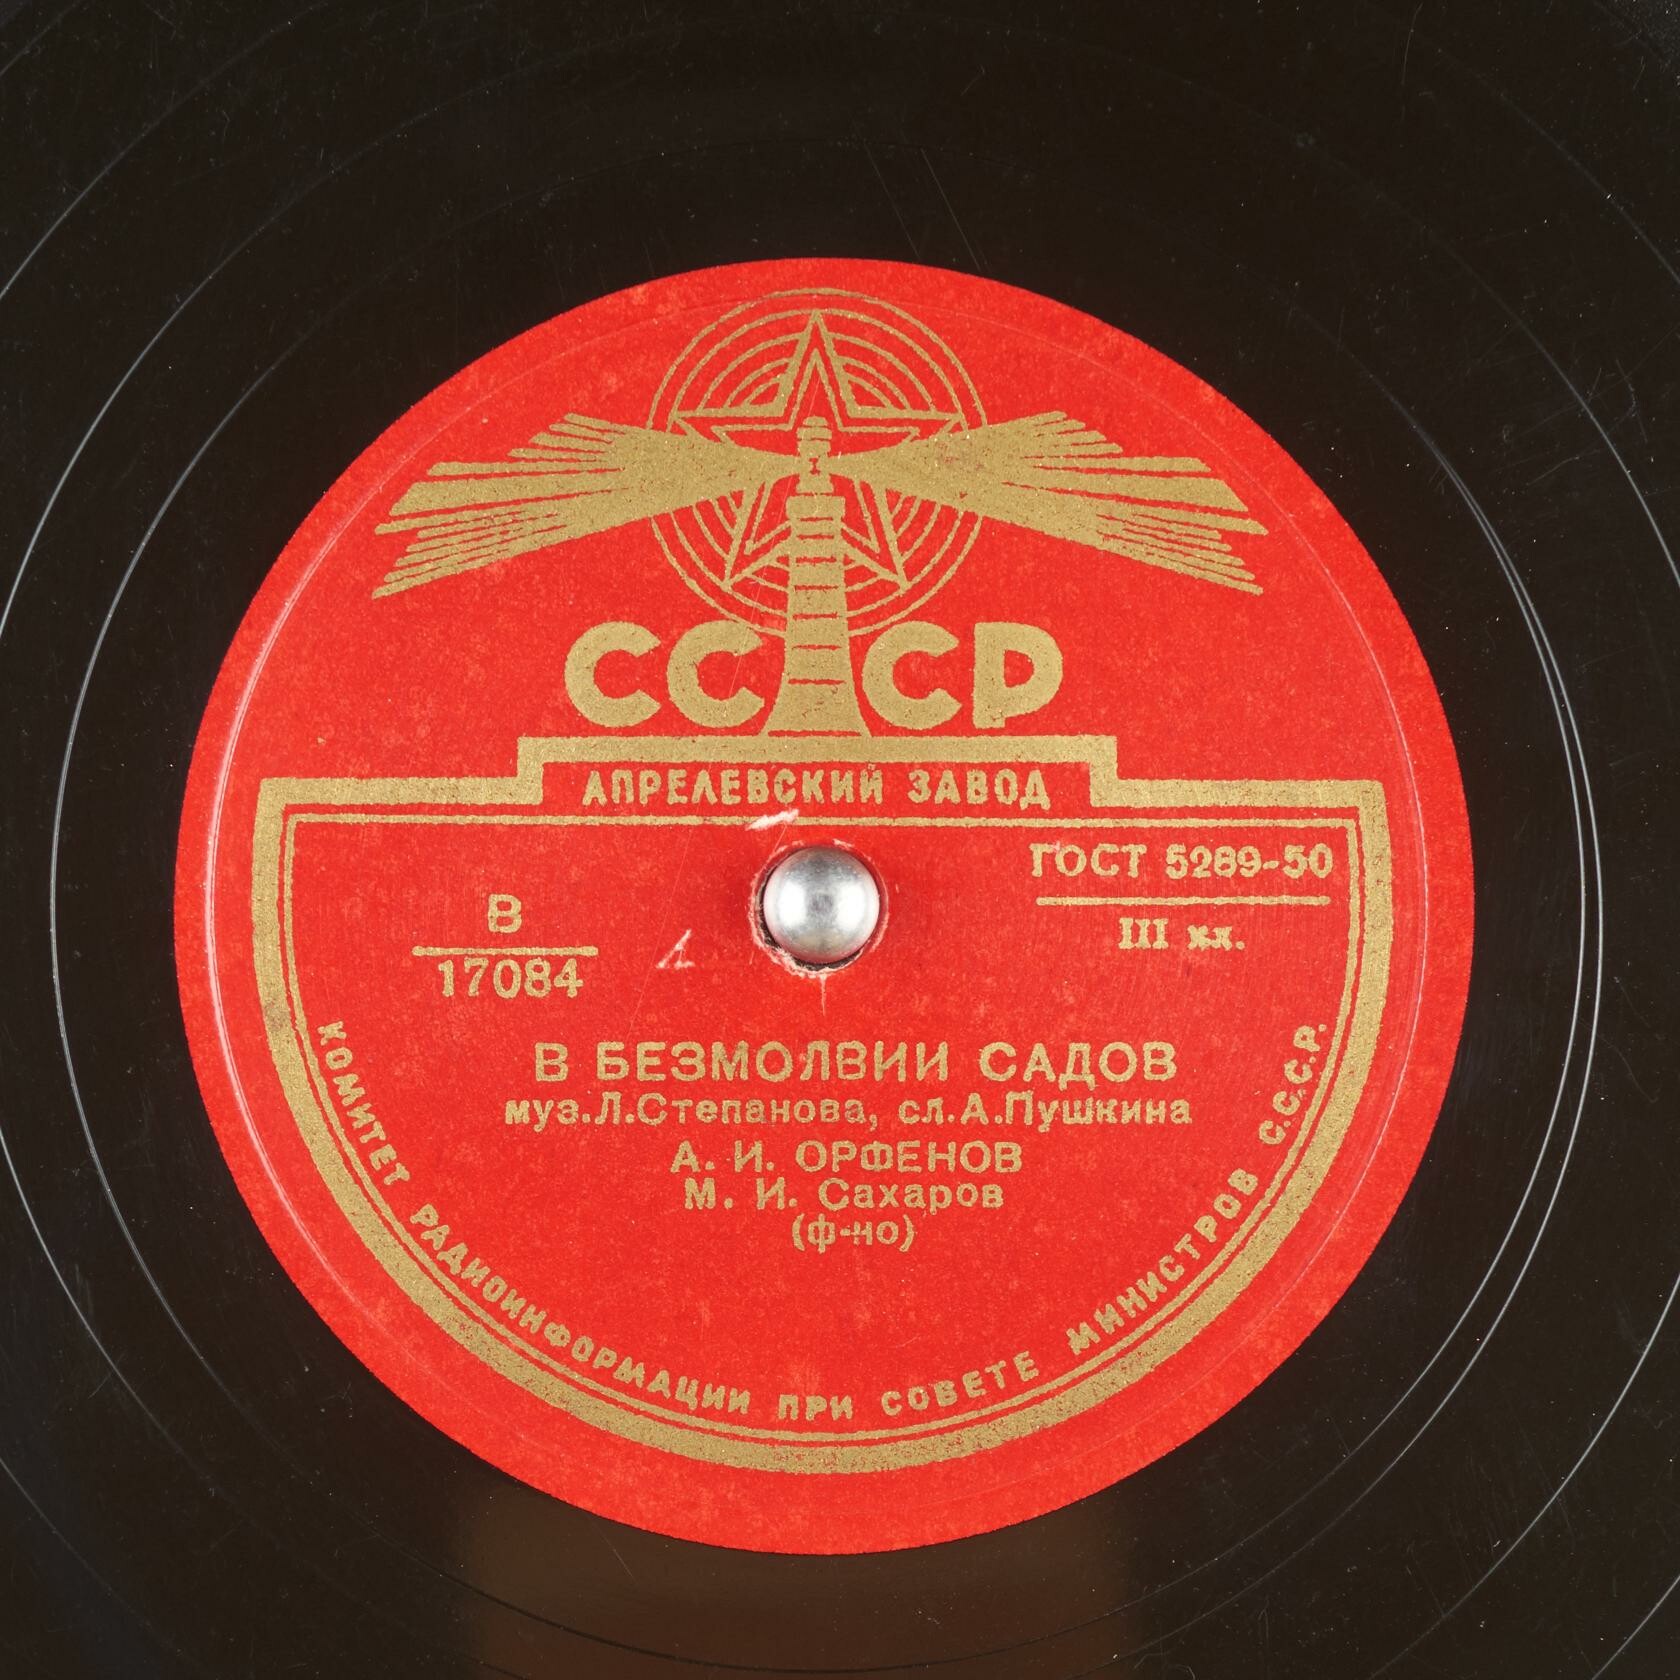 СССР
АПРЕЛЕВСКИЙ ЗАВОД
ГОСТ 5289-50
III кл.
В
17084
В БЕЗМОЛВИИ САДОВ
муз.Л.Степанова, сл.А.Пушкина
А. И. ОРФЕНОВ
М. И. Сахаров
(ф-но)
КОМИТЕТ РАДИОИНФОРМАЦИИ ПРИ СОВЕТЕ МИНИСТРОВ С.С.С.Р.